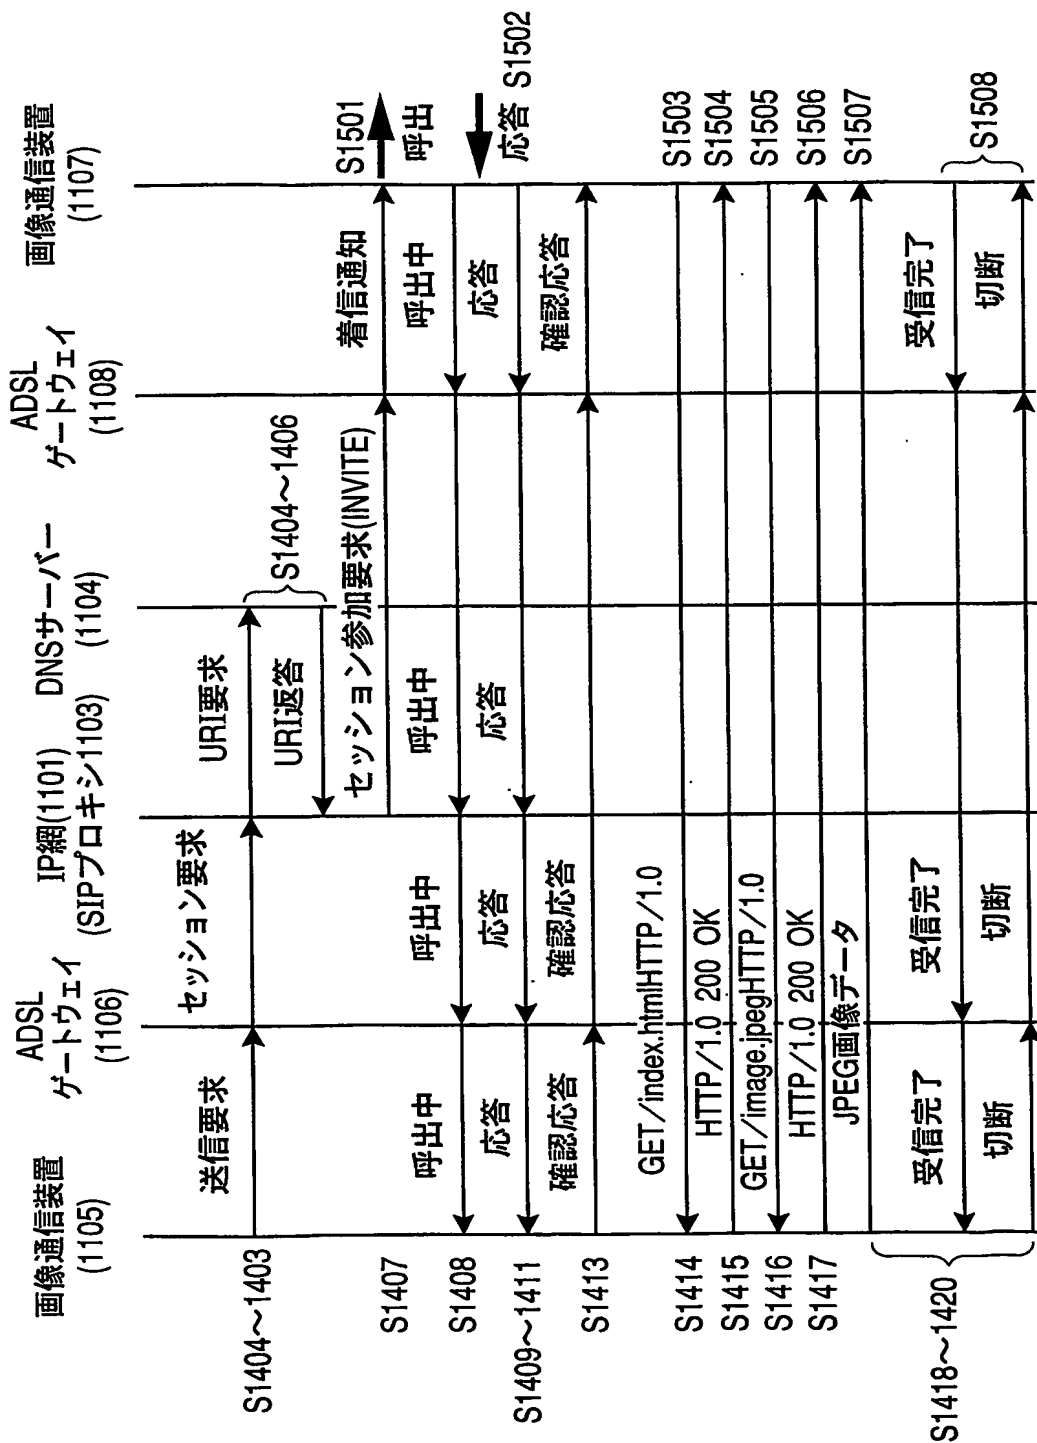 画像通信装置
(1105)
ADSL
ゲートウェイ
(1106)
IP網(1101)
(SIPプロキシ1103)
DNSサーバー
(1104)
ADSL
ゲートウェイ
(1108)
画像通信装置
(1107)
S1404～1403
送信要求
セッション要求
URI要求
URI返答
S1404～1406
S1407
セッション参加要求(INVITE)
着信通知
S1501
呼出
S1408
呼出中
呼出中
呼出中
呼出中
応答 S1502
S1409～1411
応答
応答
応答
応答
S1413
確認応答
確認応答
確認応答
S1414
GET/index.htmlHTTP/1.0
S1503
S1415
HTTP/1.0 200 OK
S1504
S1416
GET/image.jpegHTTP/1.0
S1505
S1417
HTTP/1.0 200 OK
S1506
JPEG画像データ
S1507
S1418～1420
受信完了
受信完了
受信完了
切断
切断
切断
S1508